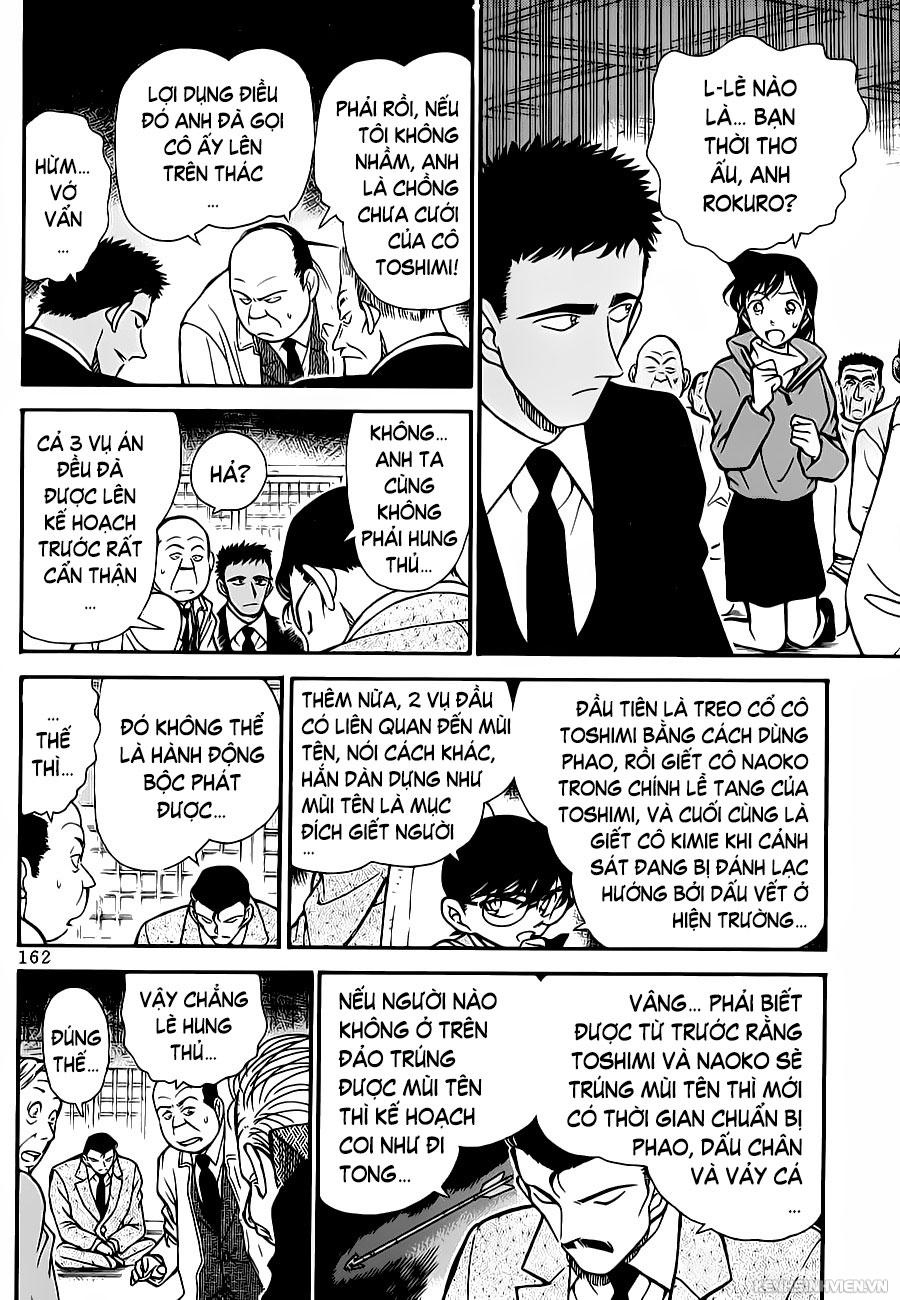 L-LẼ NÀO
LÀ... BẠN
THỜI THƠ
ẤU, ANH
ROKURO?
PHẢI RỒI, NẾU
TÔI KHÔNG
NHẦM, ANH
LÀ CHỒNG
CHƯA CƯỚI
CỦA CÔ
TOSHIMI!
LỢI DỤNG ĐIỀU
ĐÓ ANH ĐÃ GỌI
CÔ ẤY LÊN
TRÊN THÁC
...
HỪM...
VỚ
VẨN
...
KHÔNG...
ANH TA
CŨNG
KHÔNG
PHẢI HUNG
THỦ...
HẢ?
CẢ 3 VỤ ÁN
ĐỀU ĐÃ
ĐƯỢC LÊN
KẾ HOẠCH
TRƯỚC RẤT
CẨN THẬN
...
ĐẦU TIÊN LÀ TREO CỔ CÔ
TOSHIMI BẰNG CÁCH DÙNG
PHAO, RỒI GIẾT CÔ NAOKO
TRONG CHÍNH LỄ TANG CỦA
TOSHIMI, VÀ CUỐI CÙNG LÀ
GIẾT CÔ KIMIE KHI CẢNH
SÁT ĐANG BỊ ĐÁNH LẠC
HƯỚNG BỞI DẤU VẾT Ở
HIỆN TRƯỜNG...
THÊM NỮA, 2 VỤ ĐẦU
CÓ LIÊN QUAN ĐẾN MŨI
TÊN, NÓI CÁCH KHÁC,
HẮN DÀN DỰNG NHƯ
MŨI TÊN LÀ MỤC
ĐÍCH GIẾT NGƯỜI
...
ĐÓ KHÔNG THỂ
LÀ HÀNH ĐỘNG
BỘC PHÁT
ĐƯỢC...
...
THẾ
THÌ...
162
VÂNG... PHẢI BIẾT
ĐƯỢC TỪ TRƯỚC RẰNG
TOSHIMI VÀ NAOKO SẼ
TRÚNG MŨI TÊN THÌ MỚI
CÓ THỜI GIAN CHUẨN BỊ
PHAO, DẤU CHÂN
VÀ VẢY CÁ
...
NẾU NGƯỜI NÀO
KHÔNG Ở TRÊN
ĐẢO TRÚNG
ĐƯỢC MŨI TÊN
THÌ KẾ HOẠCH
COI NHƯ ĐI
TONG...
VẬY CHẲNG
LẼ HUNG
THỦ...
ĐÚNG
THẾ...
KENHSINHVIEN.VN